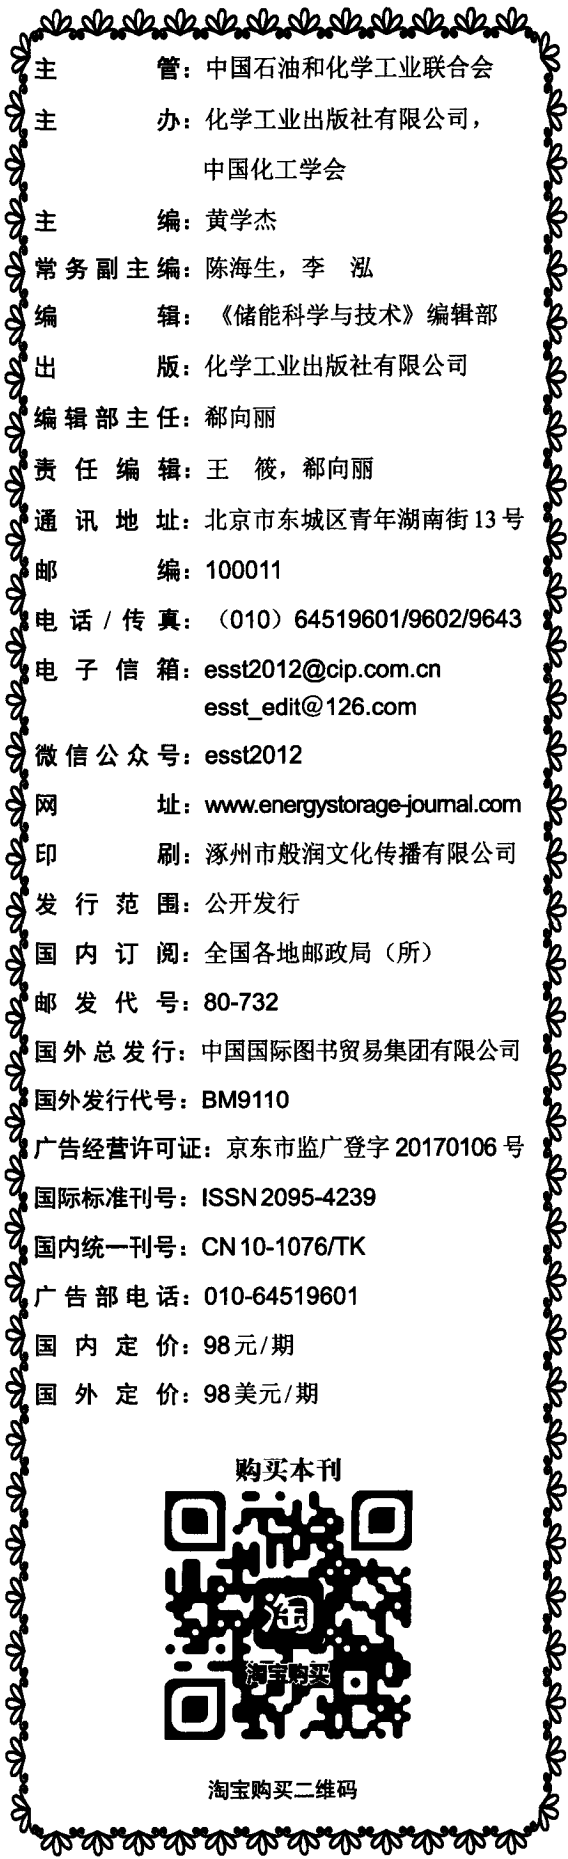 主管：中国石油和化学工业联合会
主办：化学工业出版社有限公司，
中国化工学会
主编：黄学杰
常务副主编：陈海生，李　泓
编辑：《储能科学与技术》编辑部
出版：化学工业出版社有限公司
编辑部主任：郗向丽
责任编辑：王　筱，郗向丽
通讯地址：北京市东城区青年湖南街13号
邮编：100011
电话/传真：（010）64519601/9602/9643
电子信箱：esst2012@cip.com.cn
esst_edit@126.com
微信公众号：esst2012
网址：www.energystorage-journal.com
印刷：涿州市般润文化传播有限公司
发行范围：公开发行
国内订阅：全国各地邮政局（所）
邮发代号：80-732
国外总发行：中国国际图书贸易集团有限公司
国外发行代号：BM9110
广告经营许可证：京东市监广登字20170106号
国际标准刊号：ISSN 2095-4239
国内统一刊号：CN 10-1076/TK
广告部电话：010-64519601
国内定价：98元/期
国外定价：98美元/期
购买本刊
淘
淘宝购买
淘宝购买二维码